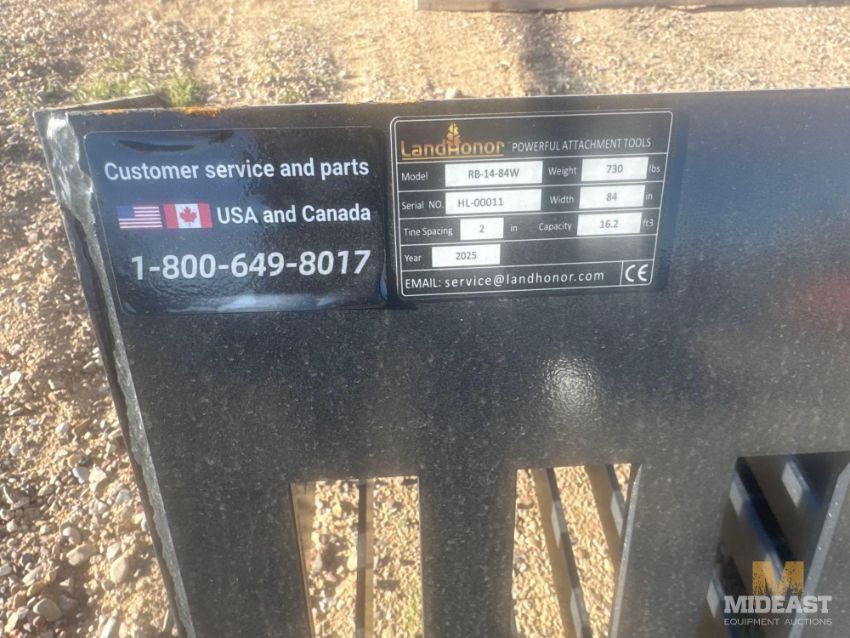 Customer service and parts
USA and Canada
1-800-649-8017
LandHonor POWERFUL ATTACHMENT TOOLS
Model RB-14-84W Weight 730 lbs
Serial NO. HL-00011 Width 84 in
Tine Spacing 2 in Capacity 16.2 ft3
Year 2025
EMAIL: service@landhonor.com CE
M
MIDEAST
EQUIPMENT AUCTIONS